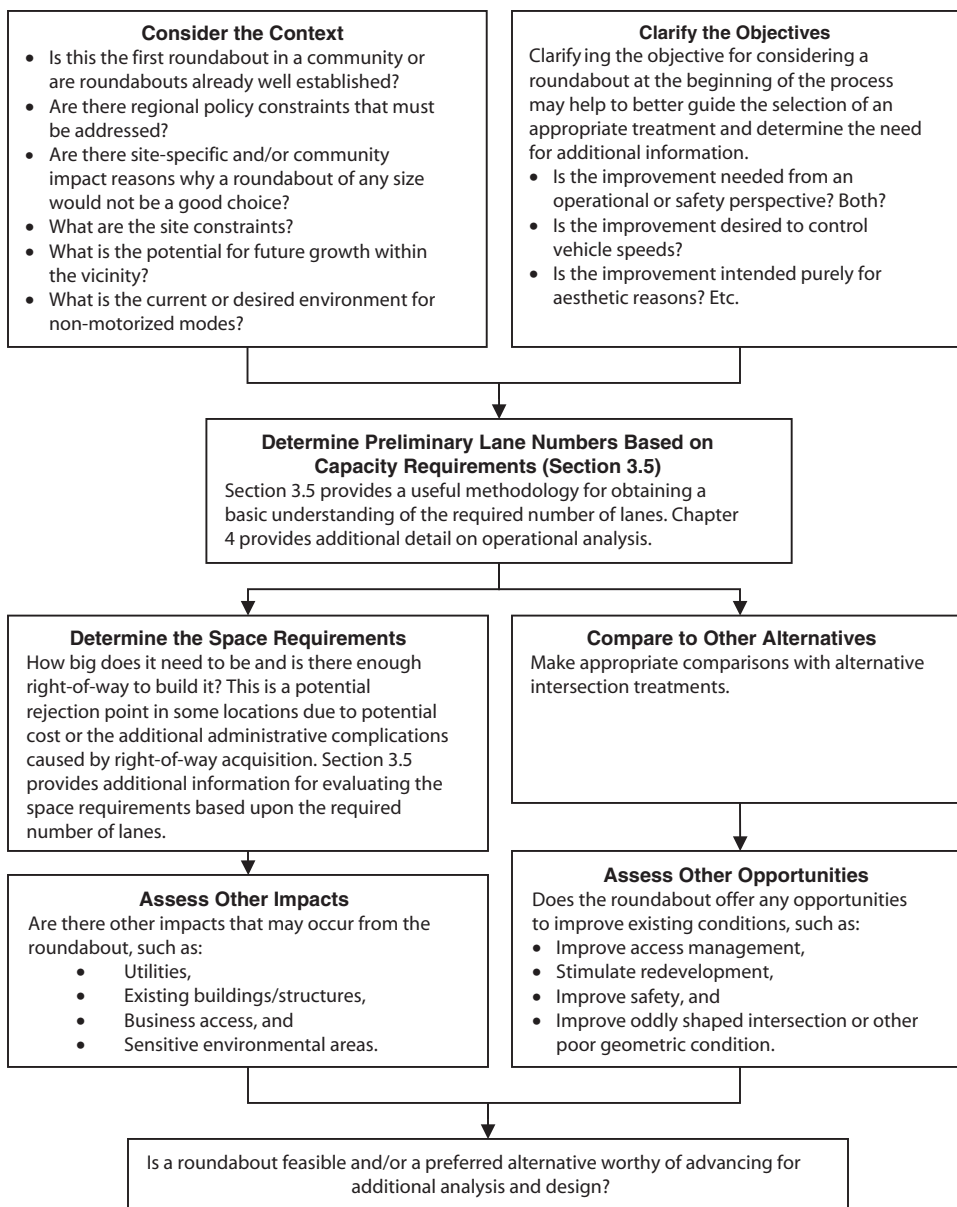 Consider the Context
• Is this the first roundabout in a community or
are roundabouts already well established?
• Are there regional policy constraints that must
be addressed?
• Are there site-specific and/or community
impact reasons why a roundabout of any size
would not be a good choice?
• What are the site constraints?
• What is the potential for future growth within
the vicinity?
• What is the current or desired environment for
non-motorized modes?
Clarify the Objectives
Clarifying the objective for considering a
roundabout at the beginning of the process
may help to better guide the selection of an
appropriate treatment and determine the need
for additional information.
• Is the improvement needed from an
operational or safety perspective? Both?
• Is the improvement desired to control
vehicle speeds?
• Is the improvement intended purely for
aesthetic reasons? Etc.
Determine Preliminary Lane Numbers Based on
Capacity Requirements (Section 3.5)
Section 3.5 provides a useful methodology for obtaining a
basic understanding of the required number of lanes. Chapter
4 provides additional detail on operational analysis.
Determine the Space Requirements
How big does it need to be and is there enough
right-of-way to build it? This is a potential
rejection point in some locations due to potential
cost or the additional administrative complications
caused by right-of-way acquisition. Section 3.5
provides additional information for evaluating the
space requirements based upon the required
number of lanes.
Compare to Other Alternatives
Make appropriate comparisons with alternative
intersection treatments.
Assess Other Impacts
Are there other impacts that may occur from the
roundabout, such as:
• Utilities,
• Existing buildings/structures,
• Business access, and
• Sensitive environmental areas.
Assess Other Opportunities
Does the roundabout offer any opportunities
to improve existing conditions, such as:
• Improve access management,
• Stimulate redevelopment,
• Improve safety, and
• Improve oddly shaped intersection or other
poor geometric condition.
Is a roundabout feasible and/or a preferred alternative worthy of advancing for
additional analysis and design?